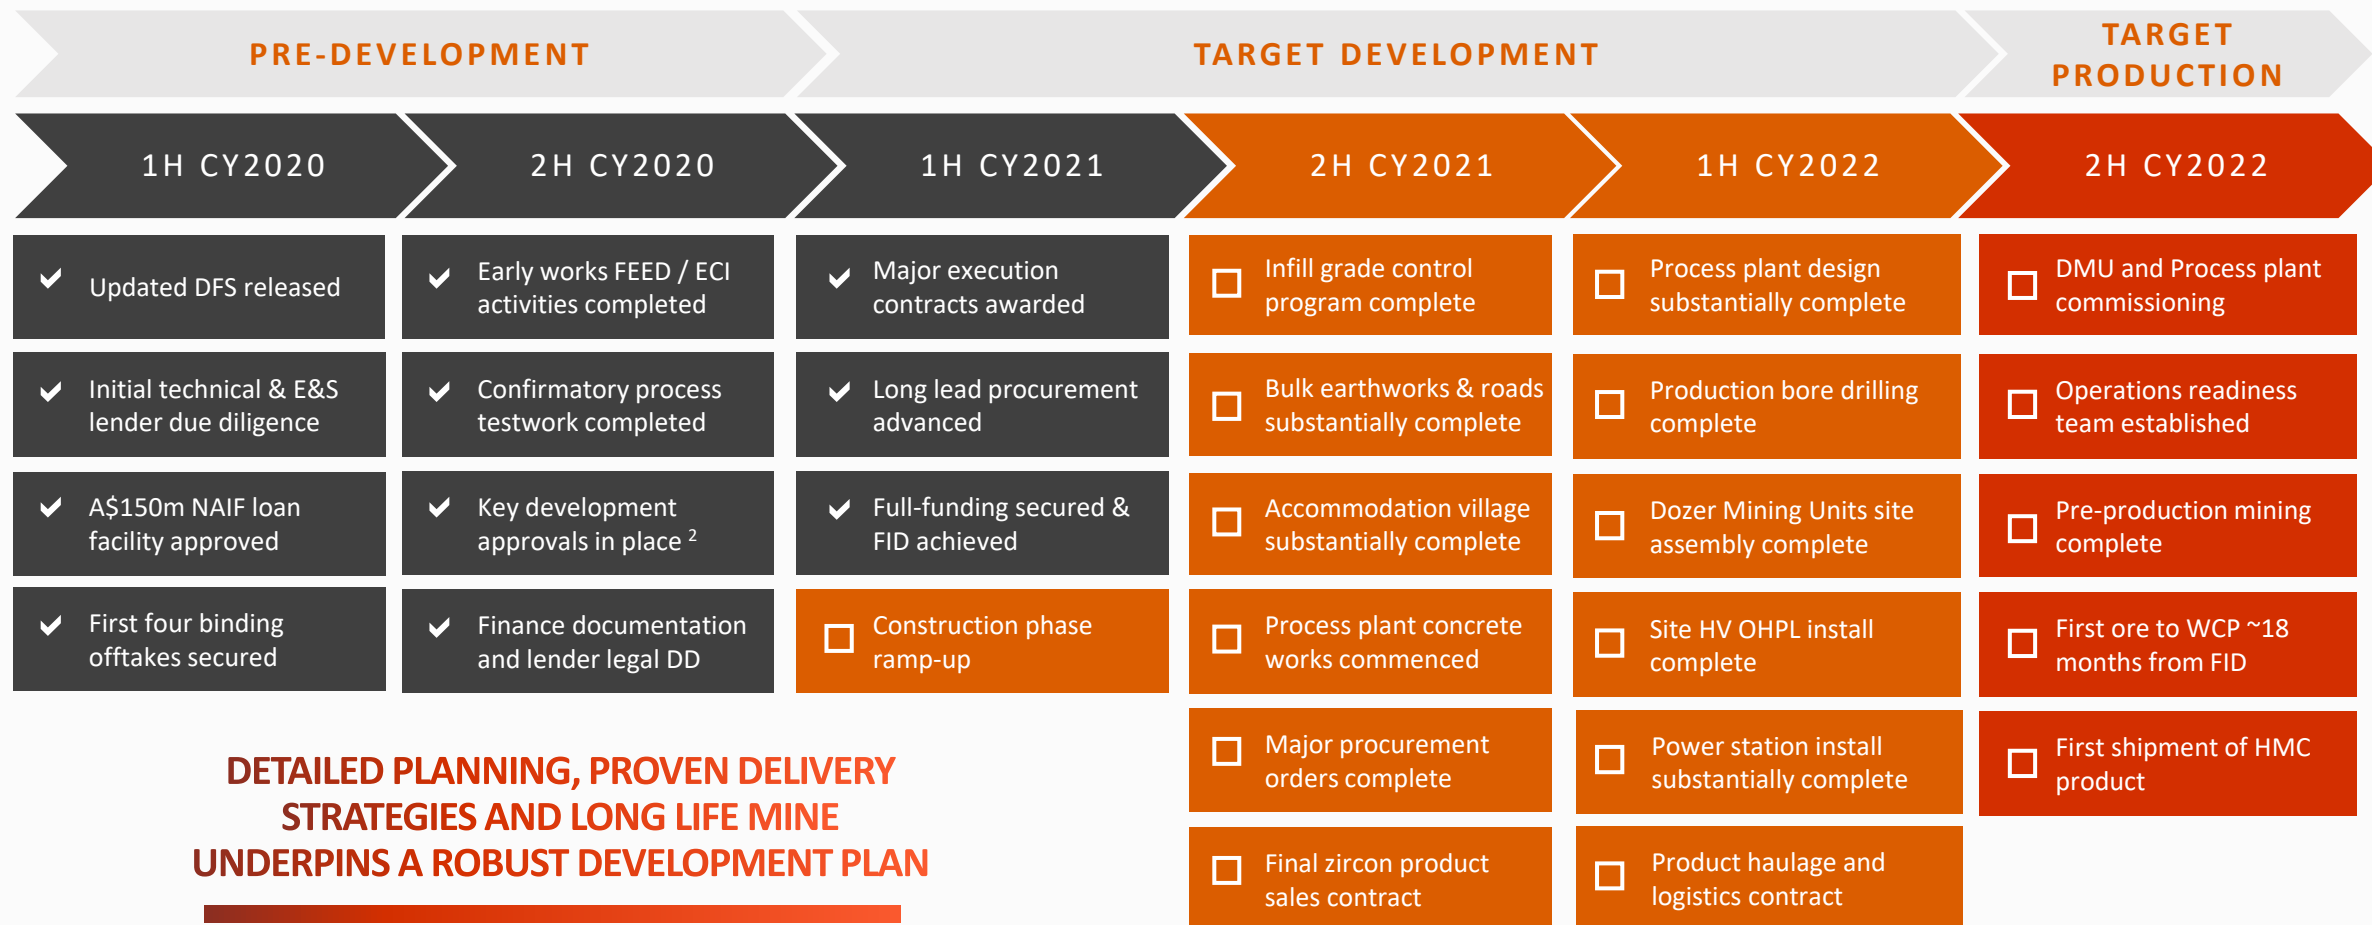 PRE-DEVELOPMENT
TARGET DEVELOPMENT
TARGET
PRODUCTION
1H CY2020
2H CY2020
1H CY2021
2H CY2021
1H CY2022
2H CY2022
Updated DFS released
Initial technical & E&S
lender due diligence
A$150m NAIF loan
facility approved
First four binding
offtakes secured
Early works FEED / ECI
activities completed
Confirmatory process
testwork completed
Key development
approvals in place 2
Finance documentation
and lender legal DD
Major execution
contracts awarded
Long lead procurement
advanced
Full-funding secured &
FID achieved
Construction phase
ramp-up
Infill grade control
program complete
Bulk earthworks & roads
substantially complete
Accommodation village
substantially complete
Process plant concrete
works commenced
Major procurement
orders complete
Final zircon product
sales contract
Process plant design
substantially complete
Production bore drilling
complete
Dozer Mining Units site
assembly complete
Site HV OHPL install
complete
Power station install
substantially complete
Product haulage and
logistics contract
DMU and Process plant
commissioning
Operations readiness
team established
Pre-production mining
complete
First ore to WCP ~18
months from FID
First shipment of HMC
product
DETAILED PLANNING, PROVEN DELIVERY
STRATEGIES AND LONG LIFE MINE
UNDERPINS A ROBUST DEVELOPMENT PLAN